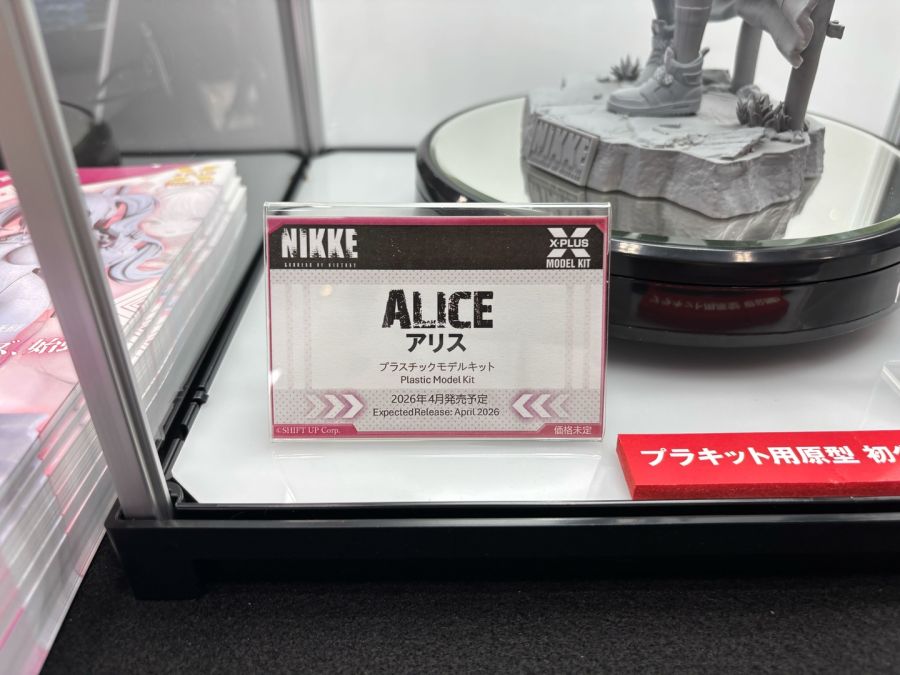 NIKKE
NIKKE
GODDESS OF VICTORY
X-PLUS
MODEL KIT
ALICE
アリス
プラスチックモデルキット
Plastic Model Kit
2026年4月発売予定
Expected Release: April 2026
©SHIFT UP Corp.
価格未定
プラキット用原型 初